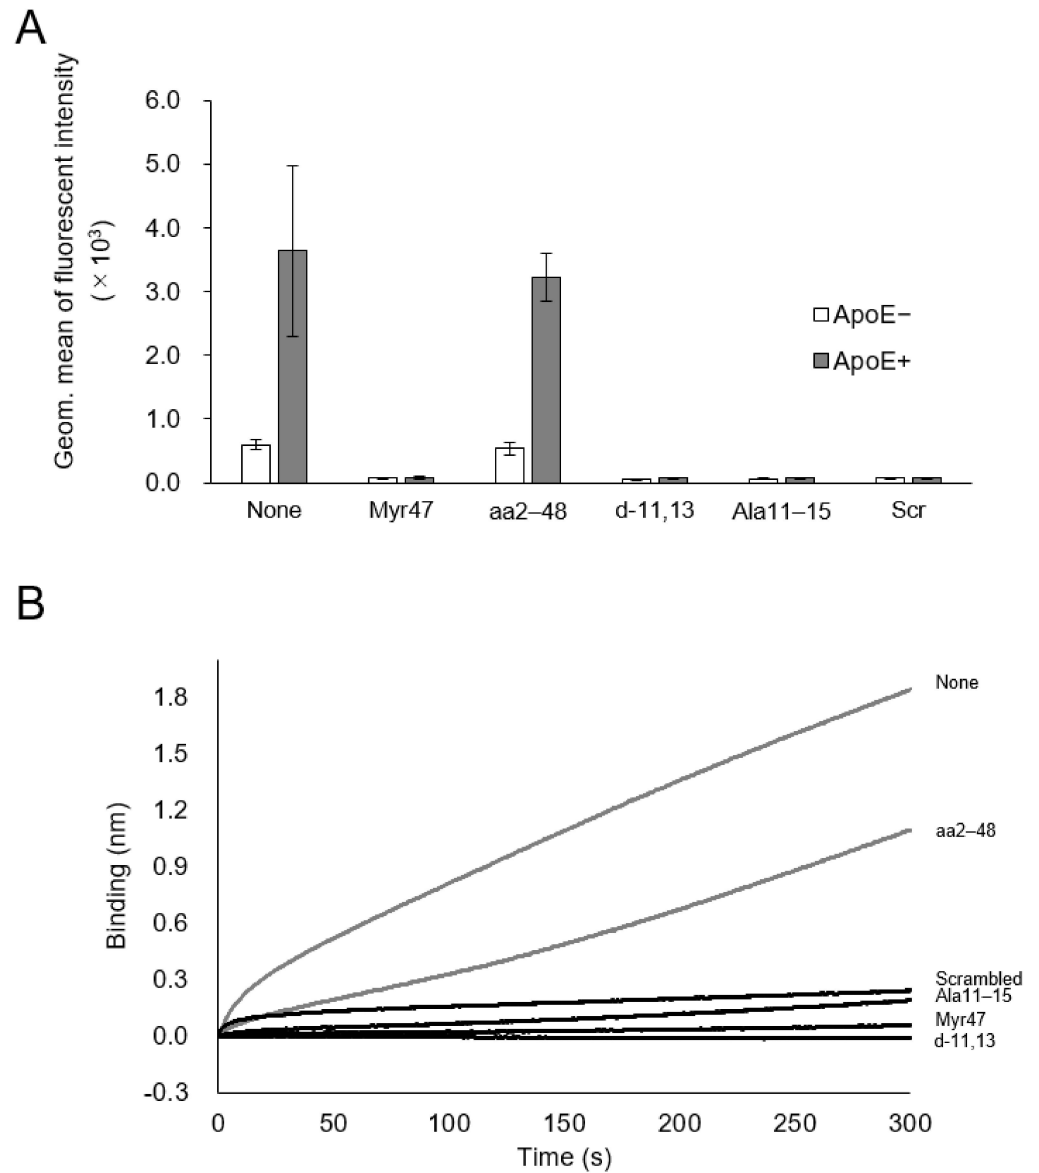 A
Geom. mean of fluorescent intensity
(×10³)
6.0
5.0
4.0
3.0
2.0
1.0
0.0
ApoE−
ApoE+
None Myr47 aa2–48 d-11,13 Ala11–15 Scr
B
Binding (nm)
1.8
1.5
1.2
0.9
0.6
0.3
0.0
-0.3
None
aa2–48
Scrambled
Ala11–15
Myr47
d-11,13
0 50 100 150 200 250 300
Time (s)